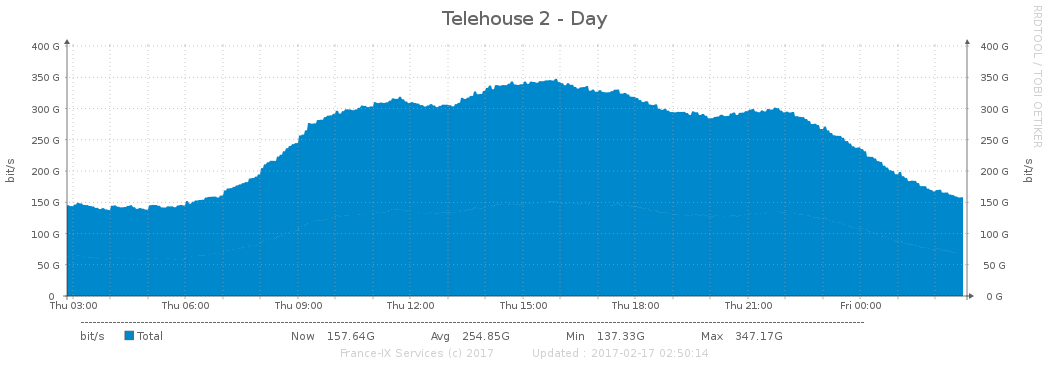 Telehouse 2 - Day
RRDTOOL / TOBI OETIKER
400 G 400 G
350 G 350 G
300 G 300 G
250 G 250 G
200 G 200 G
150 G 150 G
100 G 100 G
50 G 50 G
0 0 G
bit/s bit/s
Thu 03:00 Thu 06:00 Thu 09:00 Thu 12:00 Thu 15:00 Thu 18:00 Thu 21:00 Fri 00:00
bit/s Total Now 157.64G Avg 254.85G Min 137.33G Max 347.17G
France-IX Services (c) 2017 Updated : 2017-02-17 02:50:14